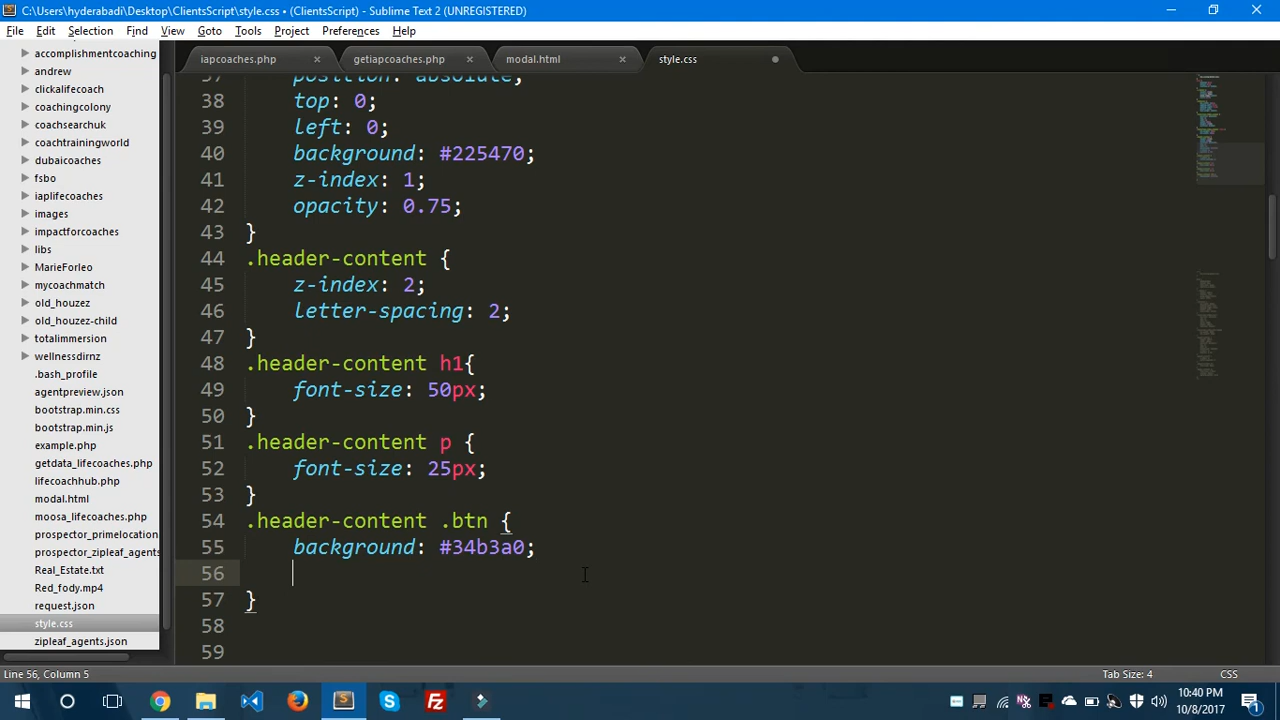 C:\Users\hyderabadi\Desktop\ClientsScript\style.css • (ClientsScript) - Sublime Text 2 (UNREGISTERED)
File Edit Selection Find View Goto Tools Project Preferences Help
iapcoaches.php × getiapcoaches.php × modal.html × style.css
accomplishmentcoaching
andrew
clickalifecoach
coachingcolony
coachsearchuk
coachtrainingworld
dubaicoaches
fsbo
iaplifecoaches
images
impactforcoaches
libs
MarieForleo
mycoachmatch
old_houzez
old_houzez-child
totalimmersion
wellnessdirnz
.bash_profile
agentpreview.json
bootstrap.min.css
bootstrap.min.js
example.php
getdata_lifecoaches.php
lifecoachhub.php
modal.html
moosa_lifecoaches.php
prospector_primelocation
prospector_zipleaf_agents
Real_Estate.txt
Red_fody.mp4
request.json
style.css
zipleaf_agents.json
37 position: absolute;
38 top: 0;
39 left: 0;
40 background: #225470;
41 z-index: 1;
42 opacity: 0.75;
43 }
44 .header-content {
45 z-index: 2;
46 letter-spacing: 2;
47 }
48 .header-content h1{
49 font-size: 50px;
50 }
51 .header-content p {
52 font-size: 25px;
53 }
54 .header-content .btn {
55 background: #34b3a0;
56
57 }
58
59
Line 56, Column 5 Tab Size: 4 CSS
10:40 PM
10/8/2017